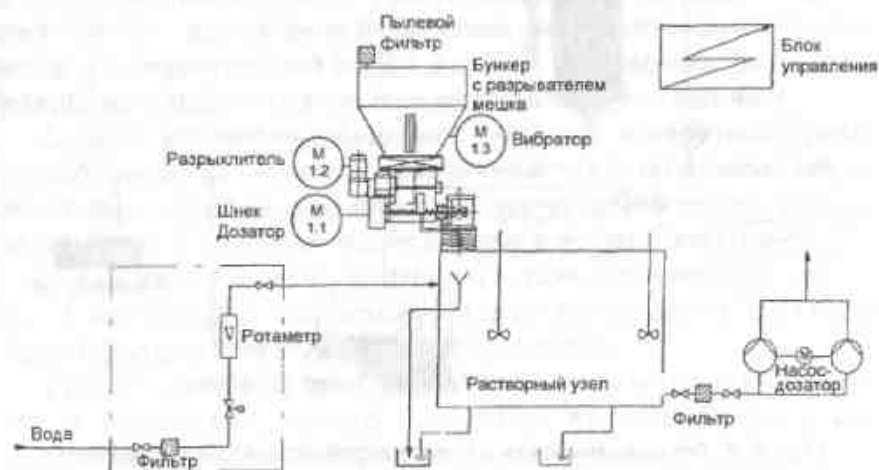 Пылевой
фильтр
Бункер
с разрывателем
мешка
Блок
управления
М
1.3
Вибратор
Разрыхлитель
М
1.2
Шнек
Дозатор
М
1.1
Ротаметр
Растворный узел
Насос-
дозатор
Фильтр
Вода
Фильтр